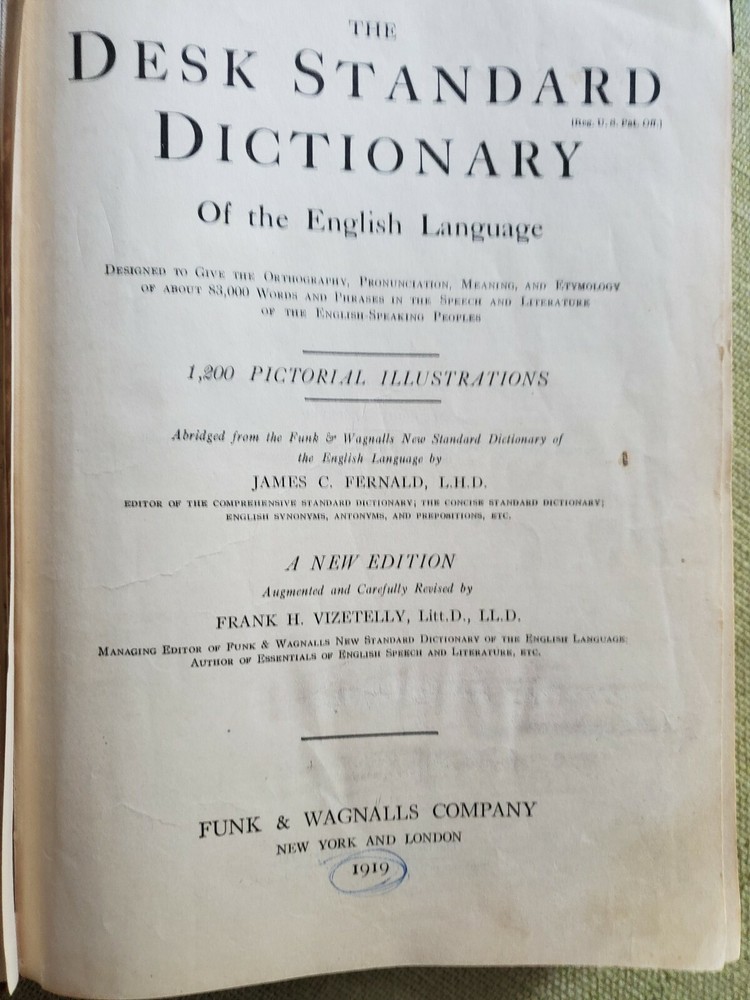 THE
DESK STANDARD
(Reg. U. S. Pat. Off.)
DICTIONARY
Of the English Language
DESIGNED TO GIVE THE ORTHOGRAPHY, PRONUNCIATION, MEANING, AND ETYMOLOGY
OF ABOUT 83,000 WORDS AND PHRASES IN THE SPEECH AND LITERATURE
OF THE ENGLISH-SPEAKING PEOPLES
1,200 PICTORIAL ILLUSTRATIONS
Abridged from the Funk & Wagnalls New Standard Dictionary of
the English Language by
JAMES C. FERNALD, L.H.D.
EDITOR OF THE COMPREHENSIVE STANDARD DICTIONARY; THE CONCISE STANDARD DICTIONARY;
ENGLISH SYNONYMS, ANTONYMS, AND PREPOSITIONS, ETC.
A NEW EDITION
Augmented and Carefully Revised by
FRANK H. VIZETELLY, Litt.D., LL.D.
MANAGING EDITOR OF FUNK & WAGNALLS NEW STANDARD DICTIONARY OF THE ENGLISH LANGUAGE;
AUTHOR OF ESSENTIALS OF ENGLISH SPEECH AND LITERATURE, ETC.
FUNK & WAGNALLS COMPANY
NEW YORK AND LONDON
1919